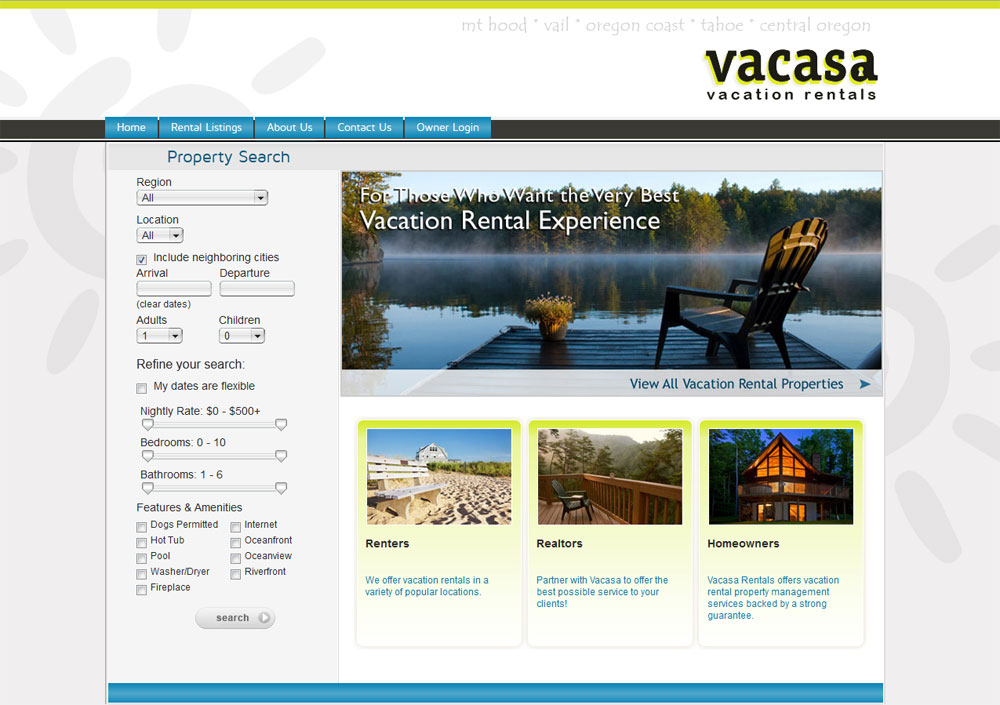 mt hood * vail * oregon coast * tahoe * central oregon
vacasa
vacation rentals
Home
Rental Listings
About Us
Contact Us
Owner Login
Property Search
Region
All
Location
All
Include neighboring cities
Arrival Departure
(clear dates)
Adults Children
1 0
Refine your search:
My dates are flexible
Nightly Rate: $0 - $500+
Bedrooms: 0 - 10
Bathrooms: 1 - 6
Features & Amenities
Dogs Permitted Internet
Hot Tub Oceanfront
Pool Oceanview
Washer/Dryer Riverfront
Fireplace
search
For Those Who Want the Very Best
Vacation Rental Experience
View All Vacation Rental Properties
Renters
We offer vacation rentals in a
variety of popular locations.
Realtors
Partner with Vacasa to offer the
best possible service to your
clients!
Homeowners
Vacasa Rentals offers vacation
rental property management
services backed by a strong
guarantee.